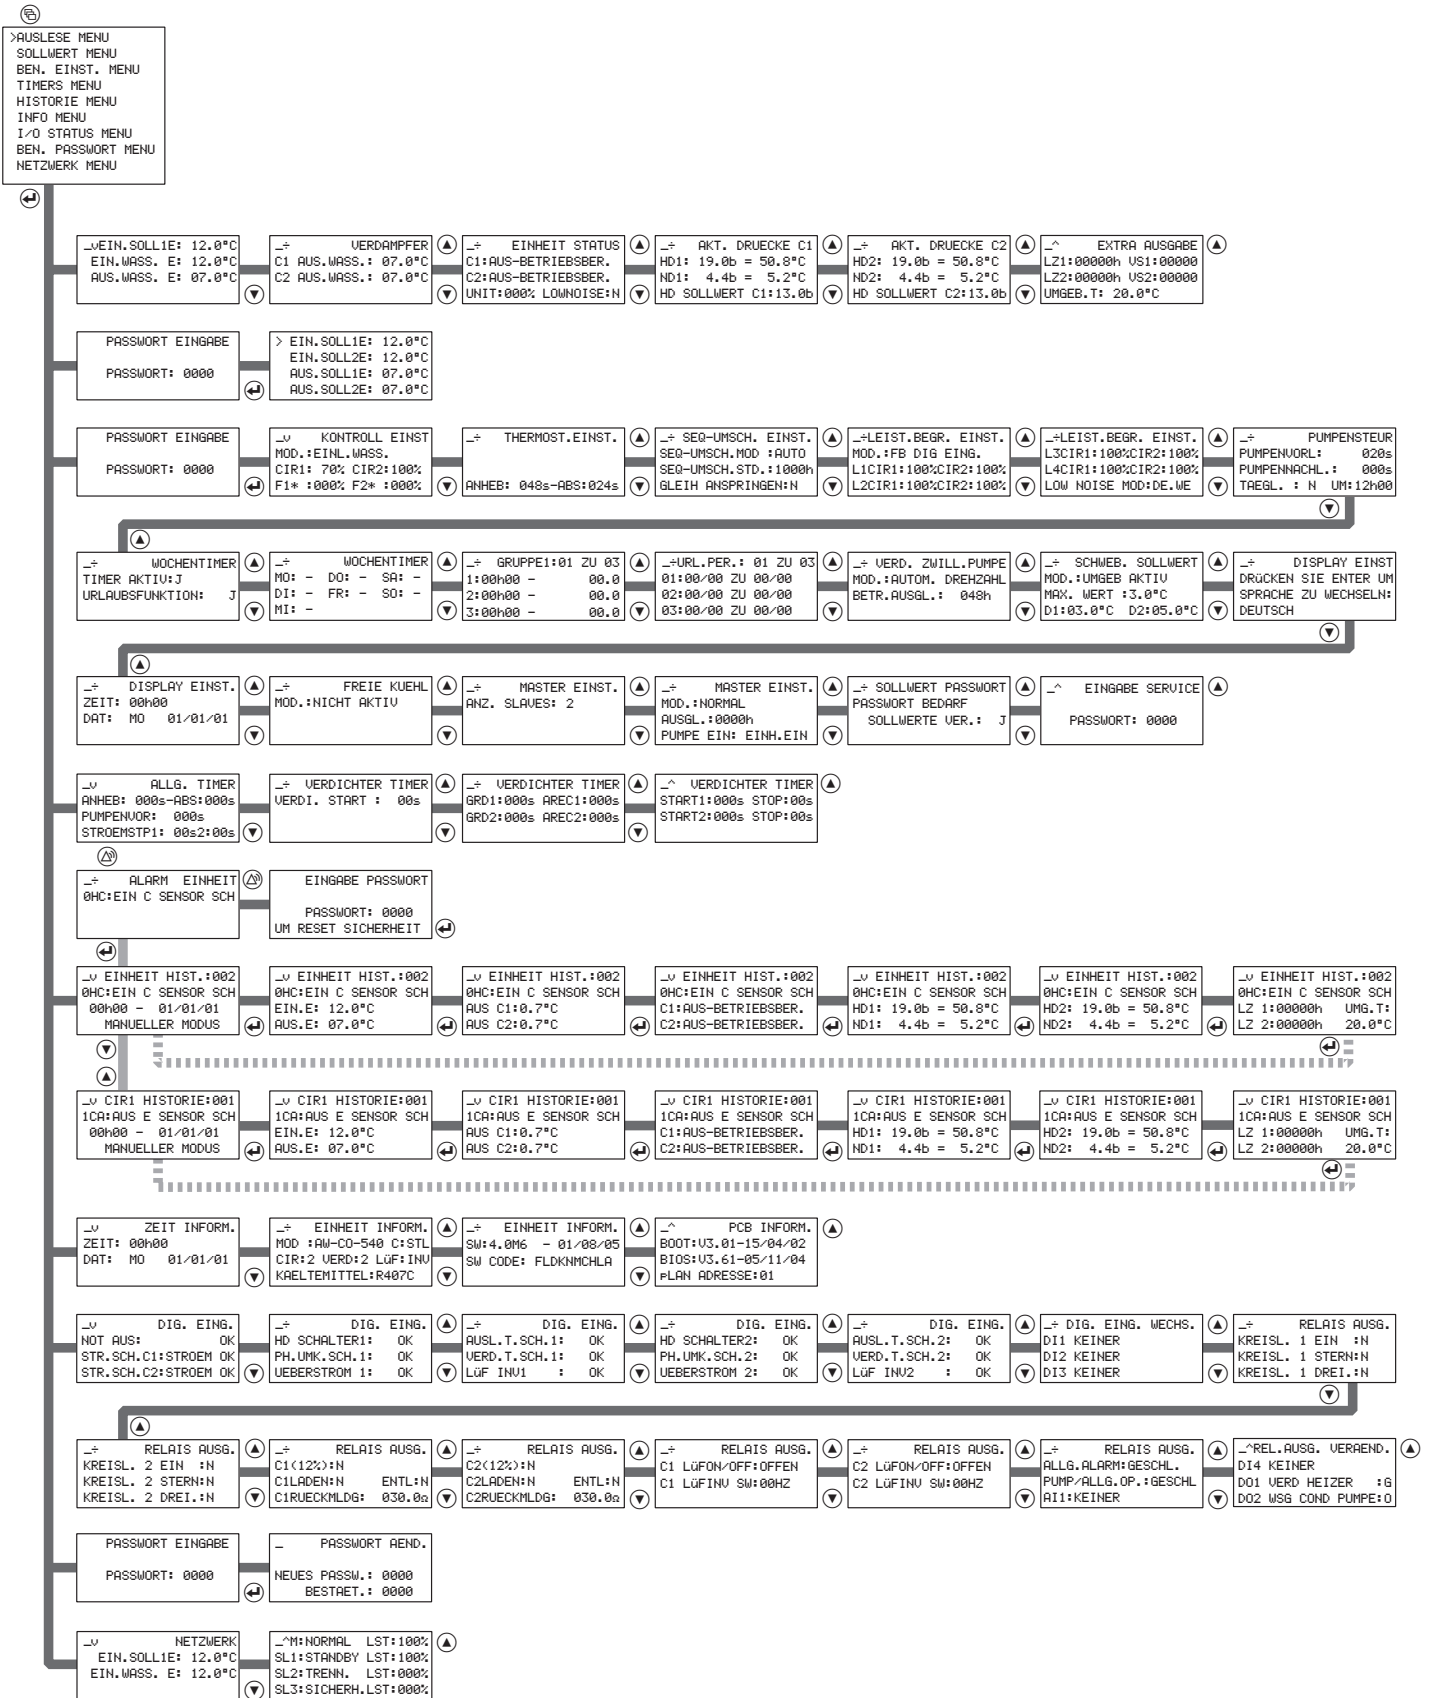 >AUSLESE MENU
SOLLWERT MENU
BEN. EINST. MENU
TIMERS MENU
HISTORIE MENU
INFO MENU
I/O STATUS MENU
BEN. PASSWORT MENU
NETZWERK MENU
_vEIN.SOLL1E: 12.0°C
EIN.WASS. E: 12.0°C
AUS.WASS. E: 07.0°C
_÷ VERDAMPFER
C1 AUS.WASS.: 07.0°C
C2 AUS.WASS.: 07.0°C
_÷ EINHEIT STATUS
C1:AUS-BETRIEBSBER.
C2:AUS-BETRIEBSBER.
UNIT:000% LOWNOISE:N
_÷ AKT. DRUECKE C1
HD1: 19.0b = 50.8°C
ND1: 4.4b = 5.2°C
HD SOLLWERT C1:13.0b
_÷ AKT. DRUECKE C2
HD2: 19.0b = 50.8°C
ND2: 4.4b = 5.2°C
HD SOLLWERT C2:13.0b
_^ EXTRA AUSGABE
LZ1:00000h VS1:00000
LZ2:00000h VS2:00000
UMGEB.T: 20.0°C
PASSWORT EINGABE
PASSWORT: 0000
> EIN.SOLL1E: 12.0°C
EIN.SOLL2E: 12.0°C
AUS.SOLL1E: 07.0°C
AUS.SOLL2E: 07.0°C
PASSWORT EINGABE
PASSWORT: 0000
_v KONTROLL EINST
MOD.:EINL.WASS.
CIR1: 70% CIR2:100%
F1* :000% F2* :000%
_÷ THERMOST.EINST.
ANHEB: 048s-ABS:024s
_÷ SEQ-UMSCH. EINST.
SEQ-UMSCH.MOD :AUTO
SEQ-UMSCH.STD.:1000h
GLEIH ANSPRINGEN:N
_÷LEIST.BEGR. EINST.
MOD.:FB DIG EING.
L1CIR1:100%CIR2:100%
L2CIR1:100%CIR2:100%
_÷LEIST.BEGR. EINST.
L3CIR1:100%CIR2:100%
L4CIR1:100%CIR2:100%
LOW NOISE MOD:DE.WE
_÷ PUMPENSTEUR
PUMPENVORL: 020s
PUMPENNACHL.: 000s
TAEGL. : N UM:12h00
_÷ WOCHENTIMER
TIMER AKTIV:J
URLAUBSFUNKTION: J
_÷ WOCHENTIMER
MO: - DO: - SA: -
DI: - FR: - SO: -
MI: -
_÷ GRUPPE1:01 ZU 03
1:00h00 - 00.0
2:00h00 - 00.0
3:00h00 - 00.0
_÷URL.PER.: 01 ZU 03
01:00/00 ZU 00/00
02:00/00 ZU 00/00
03:00/00 ZU 00/00
_÷ VERD. ZWILL.PUMPE
MOD.:AUTOM. DREHZAHL
BETR.AUSGL.: 048h
_÷ SCHWEB. SOLLWERT
MOD.:UMGEB AKTIV
MAX. WERT :3.0°C
D1:03.0°C D2:05.0°C
_÷ DISPLAY EINST
DRüCKEN SIE ENTER UM
SPRACHE ZU WECHSELN:
DEUTSCH
_÷ DISPLAY EINST.
ZEIT: 00h00
DAT: MO 01/01/01
_÷ FREIE KUEHL
MOD.:NICHT AKTIV
_÷ MASTER EINST.
ANZ. SLAVES: 2
_÷ MASTER EINST.
MOD.:NORMAL
AUSGL.:0000h
PUMPE EIN: EINH.EIN
_÷ SOLLWERT PASSWORT
PASSWORT BEDARF
SOLLWERTE VER.: J
_^ EINGABE SERVICE
PASSWORT: 0000
_v ALLG. TIMER
ANHEB: 000s-ABS:000s
PUMPENVOR: 000s
STROEMSTP1: 00s2:00s
_÷ VERDICHTER TIMER
VERDI. START : 00s
_÷ VERDICHTER TIMER
GRD1:000s AREC1:000s
GRD2:000s AREC2:000s
_^ VERDICHTER TIMER
START1:000s STOP:00s
START2:000s STOP:00s
_÷ ALARM EINHEIT
0HC:EIN C SENSOR SCH
EINGABE PASSWORT
PASSWORT: 0000
UM RESET SICHERHEIT
_v EINHEIT HIST.:002
0HC:EIN C SENSOR SCH
00h00 - 01/01/01
MANUELLER MODUS
_v EINHEIT HIST.:002
0HC:EIN C SENSOR SCH
EIN.E: 12.0°C
AUS.E: 07.0°C
_v EINHEIT HIST.:002
0HC:EIN C SENSOR SCH
AUS C1:0.7°C
AUS C2:0.7°C
_v EINHEIT HIST.:002
0HC:EIN C SENSOR SCH
C1:AUS-BETRIEBSBER.
C2:AUS-BETRIEBSBER.
_v EINHEIT HIST.:002
0HC:EIN C SENSOR SCH
HD1: 19.0b = 50.8°C
ND1: 4.4b = 5.2°C
_v EINHEIT HIST.:002
0HC:EIN C SENSOR SCH
HD2: 19.0b = 50.8°C
ND2: 4.4b = 5.2°C
_v EINHEIT HIST.:002
0HC:EIN C SENSOR SCH
LZ 1:00000h UMG.T:
LZ 2:00000h 20.0°C
_v CIR1 HISTORIE:001
1CA:AUS E SENSOR SCH
00h00 - 01/01/01
MANUELLER MODUS
_v CIR1 HISTORIE:001
1CA:AUS E SENSOR SCH
EIN.E: 12.0°C
AUS.E: 07.0°C
_v CIR1 HISTORIE:001
1CA:AUS E SENSOR SCH
AUS C1:0.7°C
AUS C2:0.7°C
_v CIR1 HISTORIE:001
1CA:AUS E SENSOR SCH
C1:AUS-BETRIEBSBER.
C2:AUS-BETRIEBSBER.
_v CIR1 HISTORIE:001
1CA:AUS E SENSOR SCH
HD1: 19.0b = 50.8°C
ND1: 4.4b = 5.2°C
_v CIR1 HISTORIE:001
1CA:AUS E SENSOR SCH
HD2: 19.0b = 50.8°C
ND2: 4.4b = 5.2°C
_v CIR1 HISTORIE:001
1CA:AUS E SENSOR SCH
LZ 1:00000h UMG.T:
LZ 2:00000h 20.0°C
_v ZEIT INFORM.
ZEIT: 00h00
DAT: MO 01/01/01
_÷ EINHEIT INFORM.
MOD :AW-CO-540 C:STL
CIR:2 VERD:2 LüF:INV
KAELTEMITTEL:R407C
_÷ EINHEIT INFORM.
SW:4.0M6 - 01/08/05
SW CODE: FLDKNMCHLA
_^ PCB INFORM.
BOOT:V3.01-15/04/02
BIOS:V3.61-05/11/04
pLAN ADRESSE:01
_v DIG. EING.
NOT AUS: OK
STR.SCH.C1:STROEM OK
STR.SCH.C2:STROEM OK
_÷ DIG. EING.
HD SCHALTER1: OK
PH.UMK.SCH.1: OK
UEBERSTROM 1: OK
_÷ DIG. EING.
AUSL.T.SCH.1: OK
VERD.T.SCH.1: OK
LüF INV1 : OK
_÷ DIG. EING.
HD SCHALTER2: OK
PH.UMK.SCH.2: OK
UEBERSTROM 2: OK
_÷ DIG. EING.
AUSL.T.SCH.2: OK
VERD.T.SCH.2: OK
LüF INV2 : OK
_÷ DIG. EING. WECHS.
DI1 KEINER
DI2 KEINER
DI3 KEINER
_÷ RELAIS AUSG.
KREISL. 1 EIN :N
KREISL. 1 STERN:N
KREISL. 1 DREI.:N
_÷ RELAIS AUSG.
KREISL. 2 EIN :N
KREISL. 2 STERN:N
KREISL. 2 DREI.:N
_÷ RELAIS AUSG.
C1(12%):N
C1LADEN:N ENTL:N
C1RUECKMLDG: 030.0Ω
_÷ RELAIS AUSG.
C2(12%):N
C2LADEN:N ENTL:N
C2RUECKMLDG: 030.0Ω
_÷ RELAIS AUSG.
C1 LüFON/OFF:OFFEN
C1 LüFINV SW:00HZ
_÷ RELAIS AUSG.
C2 LüFON/OFF:OFFEN
C2 LüFINV SW:00HZ
_÷ RELAIS AUSG.
ALLG.ALARM:GESCHL.
PUMP/ALLG.OP.:GESCHL
AI1:KEINER
_^REL.AUSG. VERAEND.
DI4 KEINER
DO1 VERD HEIZER :G
DO2 WSG COND PUMPE:O
PASSWORT EINGABE
PASSWORT: 0000
_ PASSWORT AEND.
NEUES PASSW.: 0000
BESTAET.: 0000
_v NETZWERK
EIN.SOLL1E: 12.0°C
EIN.WASS. E: 12.0°C
_^M:NORMAL LST:100%
SL1:STANDBY LST:100%
SL2:TRENN. LST:000%
SL3:SICHERH.LST:000%